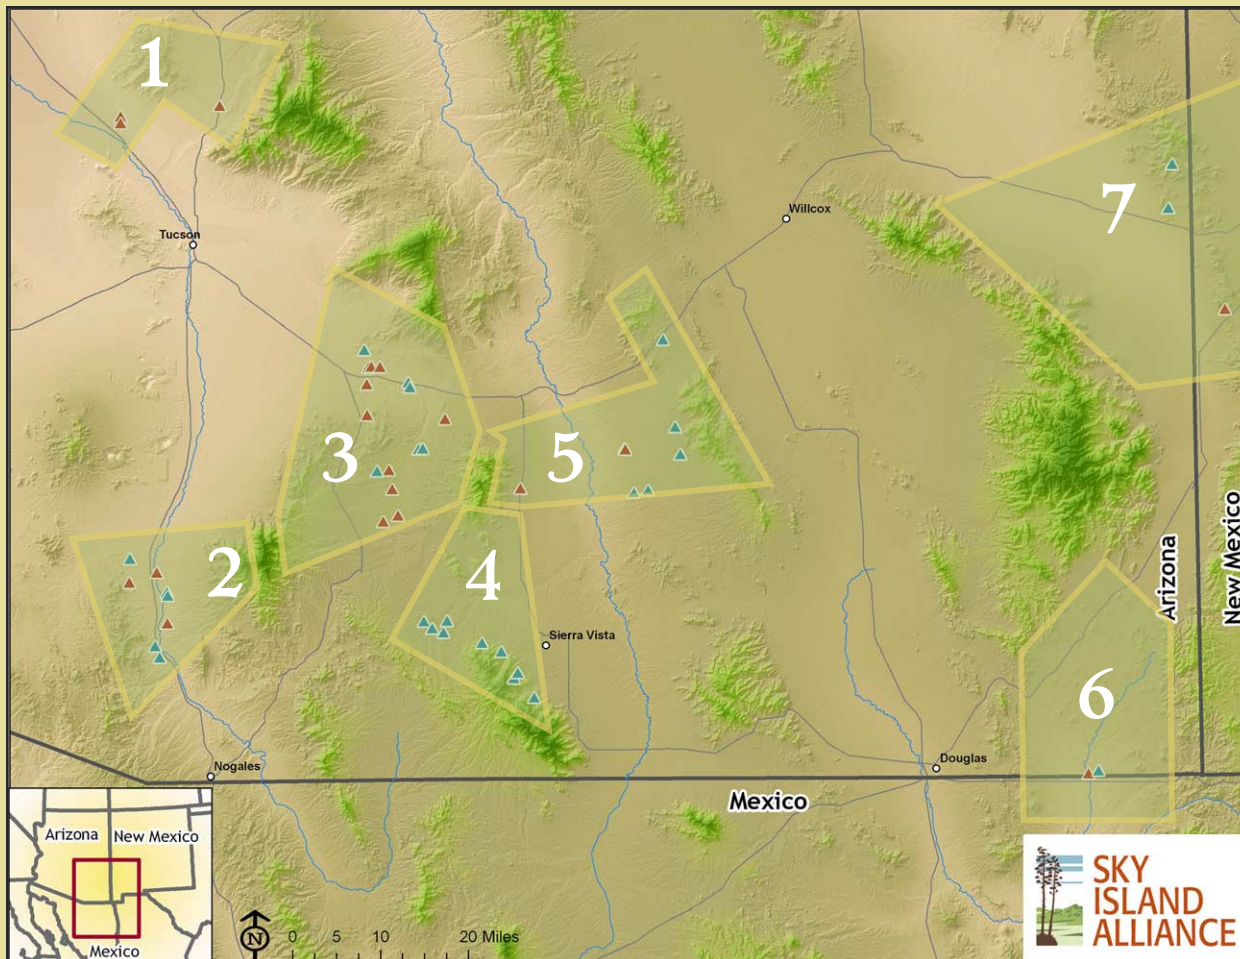 1
7
Willcox
Tucson
3
5
2
4
Arizona
New Mexico
Sierra Vista
6
Nogales
Douglas
Mexico
Arizona
New Mexico
Mexico
N
0 5 10 20 Miles
SKY
ISLAND
ALLIANCE